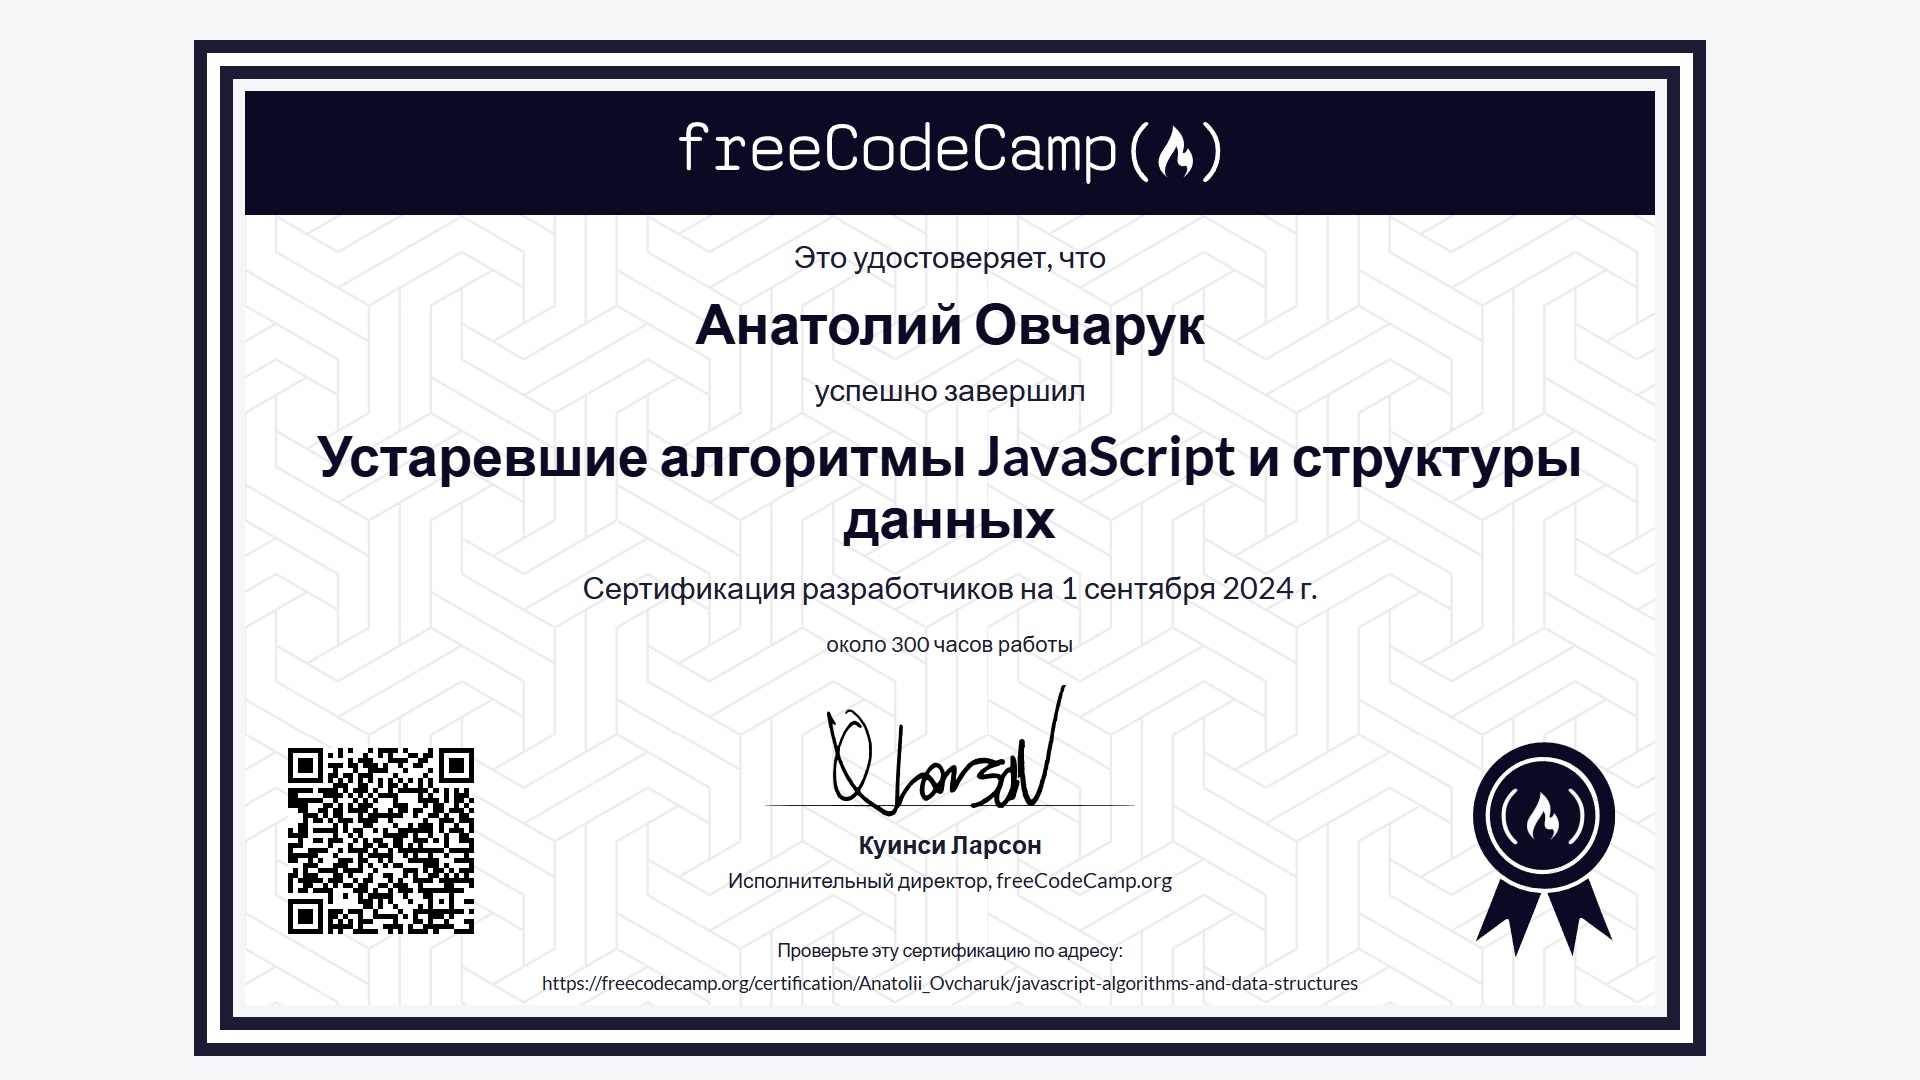 freeCodeCamp
Это удостоверяет, что
Анатолий Овчарук
успешно завершил
Устаревшие алгоритмы JavaScript и структуры
данных
Сертификация разработчиков на 1 сентября 2024 г.
около 300 часов работы
Куинси Ларсон
Исполнительный директор, freeCodeCamp.org
Проверьте эту сертификацию по адресу:
https://freecodecamp.org/certification/Anatolii_Ovcharuk/javascript-algorithms-and-data-structures